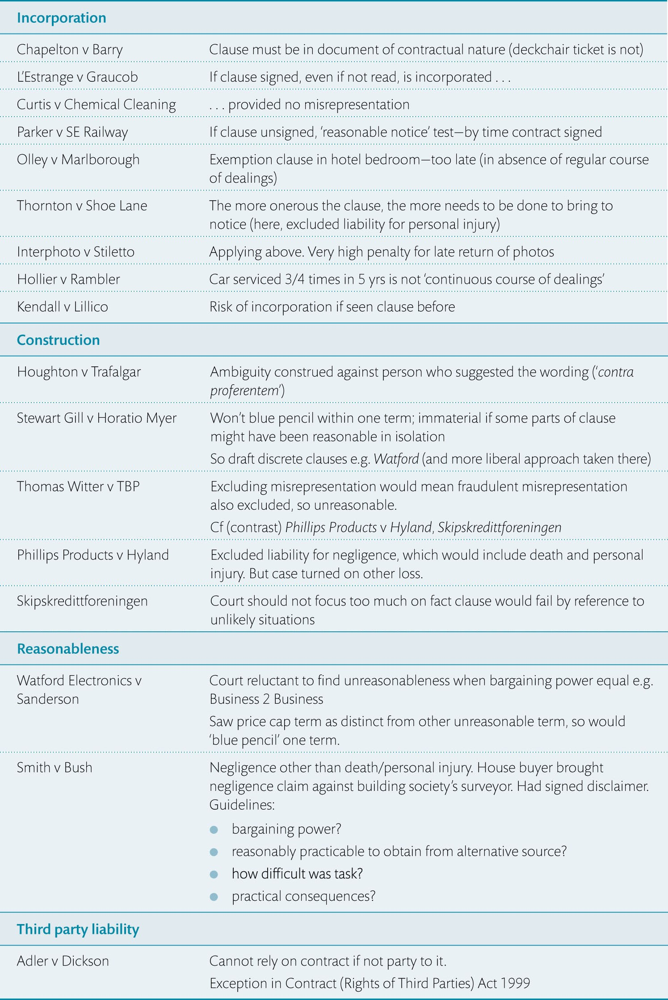 Incorporation
Chapelton v Barry
Clause must be in document of contractual nature (deckchair ticket is not)
L’Estrange v Graucob
If clause signed, even if not read, is incorporated . . .
Curtis v Chemical Cleaning
. . . provided no misrepresentation
Parker v SE Railway
If clause unsigned, ‘reasonable notice’ test—by time contract signed
Olley v Marlborough
Exemption clause in hotel bedroom—too late (in absence of regular course
of dealings)
Thornton v Shoe Lane
The more onerous the clause, the more needs to be done to bring to
notice (here, excluded liability for personal injury)
Interphoto v Stiletto
Applying above. Very high penalty for late return of photos
Hollier v Rambler
Car serviced 3/4 times in 5 yrs is not ‘continuous course of dealings’
Kendall v Lillico
Risk of incorporation if seen clause before
Construction
Houghton v Trafalgar
Ambiguity construed against person who suggested the wording (‘contra
proferentem’)
Stewart Gill v Horatio Myer
Won’t blue pencil within one term; immaterial if some parts of clause
might have been reasonable in isolation
So draft discrete clauses e.g. Watford (and more liberal approach taken there)
Thomas Witter v TBP
Excluding misrepresentation would mean fraudulent misrepresentation
also excluded, so unreasonable.
Cf (contrast) Phillips Products v Hyland, Skipskredittforeningen
Phillips Products v Hyland
Excluded liability for negligence, which would include death and personal
injury. But case turned on other loss.
Skipskredittforeningen
Court should not focus too much on fact clause would fail by reference to
unlikely situations
Reasonableness
Watford Electronics v
Sanderson
Court reluctant to find unreasonableness when bargaining power equal e.g.
Business 2 Business
Saw price cap term as distinct from other unreasonable term, so would
‘blue pencil’ one term.
Smith v Bush
Negligence other than death/personal injury. House buyer brought
negligence claim against building society’s surveyor. Had signed disclaimer.
Guidelines:
● bargaining power?
● reasonably practicable to obtain from alternative source?
● how difficult was task?
● practical consequences?
Third party liability
Adler v Dickson
Cannot rely on contract if not party to it.
Exception in Contract (Rights of Third Parties) Act 1999